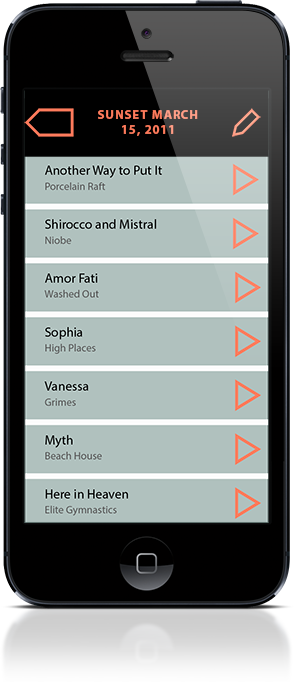 SUNSET MARCH
15, 2011
Another Way to Put It
Porcelain Raft
Shirocco and Mistral
Niobe
Amor Fati
Washed Out
Sophia
High Places
Vanessa
Grimes
Myth
Beach House
Here in Heaven
Elite Gymnastics